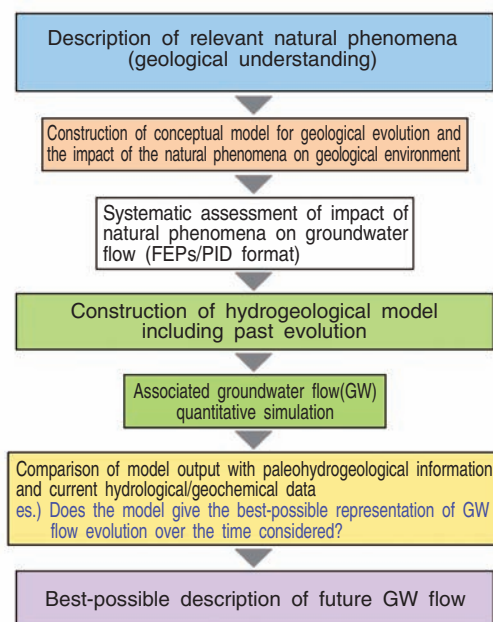 Description of relevant natural phenomena
(geological understanding)
Construction of conceptual model for geological evolution and
the impact of the natural phenomena on geological environment
Systematic assessment of impact of
natural phenomena on groundwater
flow (FEPs/PID format)
Construction of hydrogeological model
including past evolution
Associated groundwater flow(GW)
quantitative simulation
Comparison of model output with paleohydrogeological information
and current hydrological/geochemical data
es.) Does the model give the best-possible representation of GW
flow evolution over the time considered?
Best-possible description of future GW flow